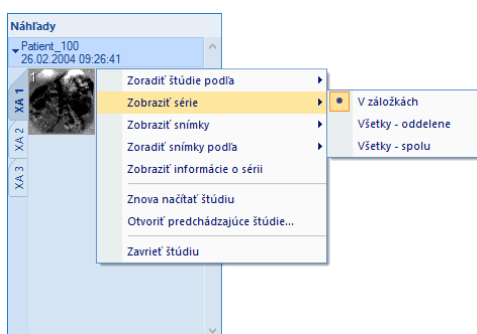 Náhľady
Patient_100
26.02.2004 09:26:41
1
XA 1
XA 2
XA 3
Zoradiť štúdie podľa
Zobraziť série
Zobraziť snímky
Zoradiť snímky podľa
Zobraziť informácie o sérii
Znova načítať štúdiu
Otvoriť predchádzajúce štúdie...
Zavrieť štúdiu
V záložkách
Všetky - oddelene
Všetky - spolu